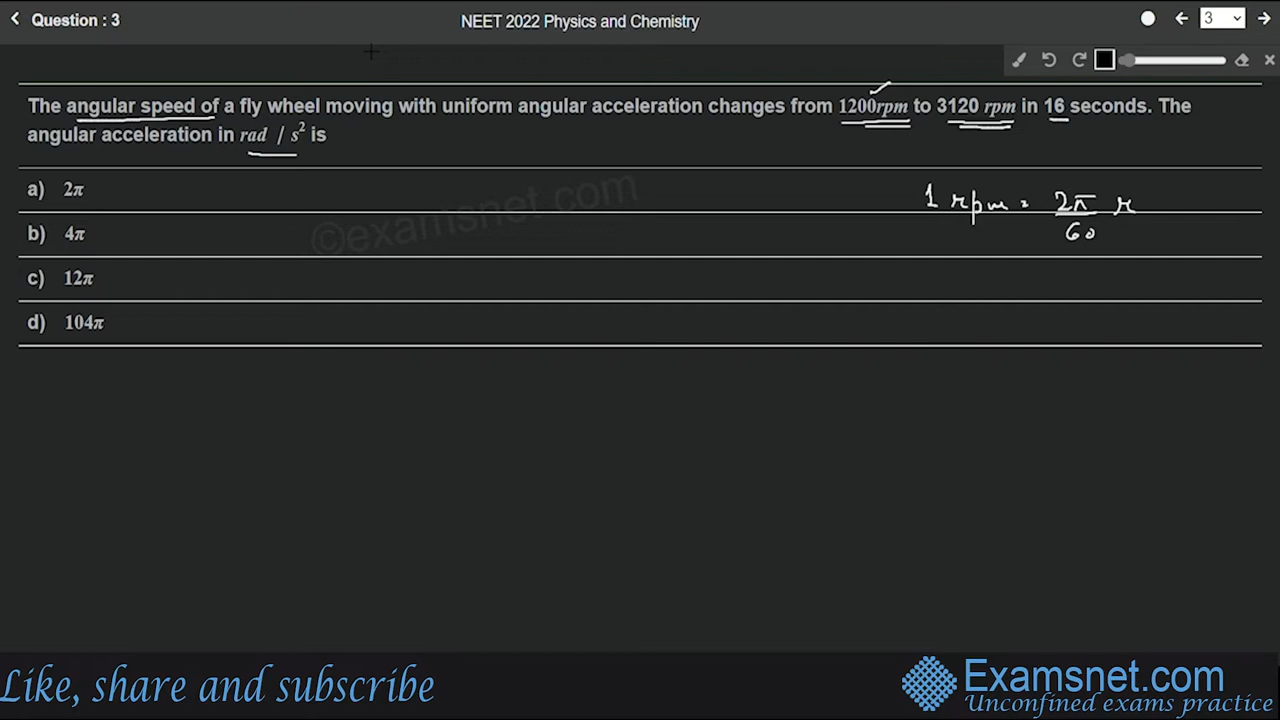 Question : 3
NEET 2022 Physics and Chemistry
3
The angular speed of a fly wheel moving with uniform angular acceleration changes from 1200rpm to 3120 rpm in 16 seconds. The
angular acceleration in rad / s² is
a) 2π
b) 4π
c) 12π
d) 104π
1 rpm = 2π/60 r
©examsnet.com
Like, share and subscribe
Examsnet.com
Unconfined exams practice